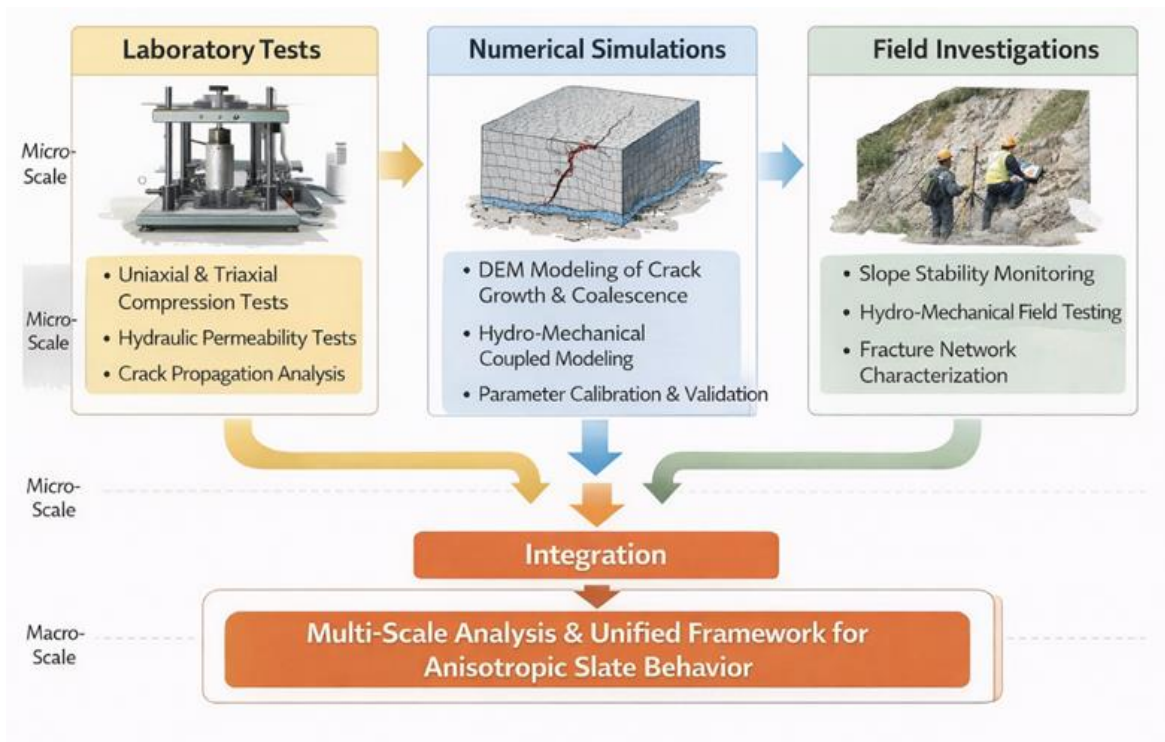 Laboratory Tests
Numerical Simulations
Field Investigations
Micro-
Scale
• Uniaxial & Triaxial
Compression Tests
• Hydraulic Permeability Tests
• Crack Propagation Analysis
• DEM Modeling of Crack
Growth & Coalescence
• Hydro-Mechanical
Coupled Modeling
• Parameter Calibration & Validation
• Slope Stability Monitoring
• Hydro-Mechanical Field Testing
• Fracture Network
Characterization
Micro-
Scale
Micro-
Scale
Integration
Macro-
Scale
Multi-Scale Analysis & Unified Framework for
Anisotropic Slate Behavior